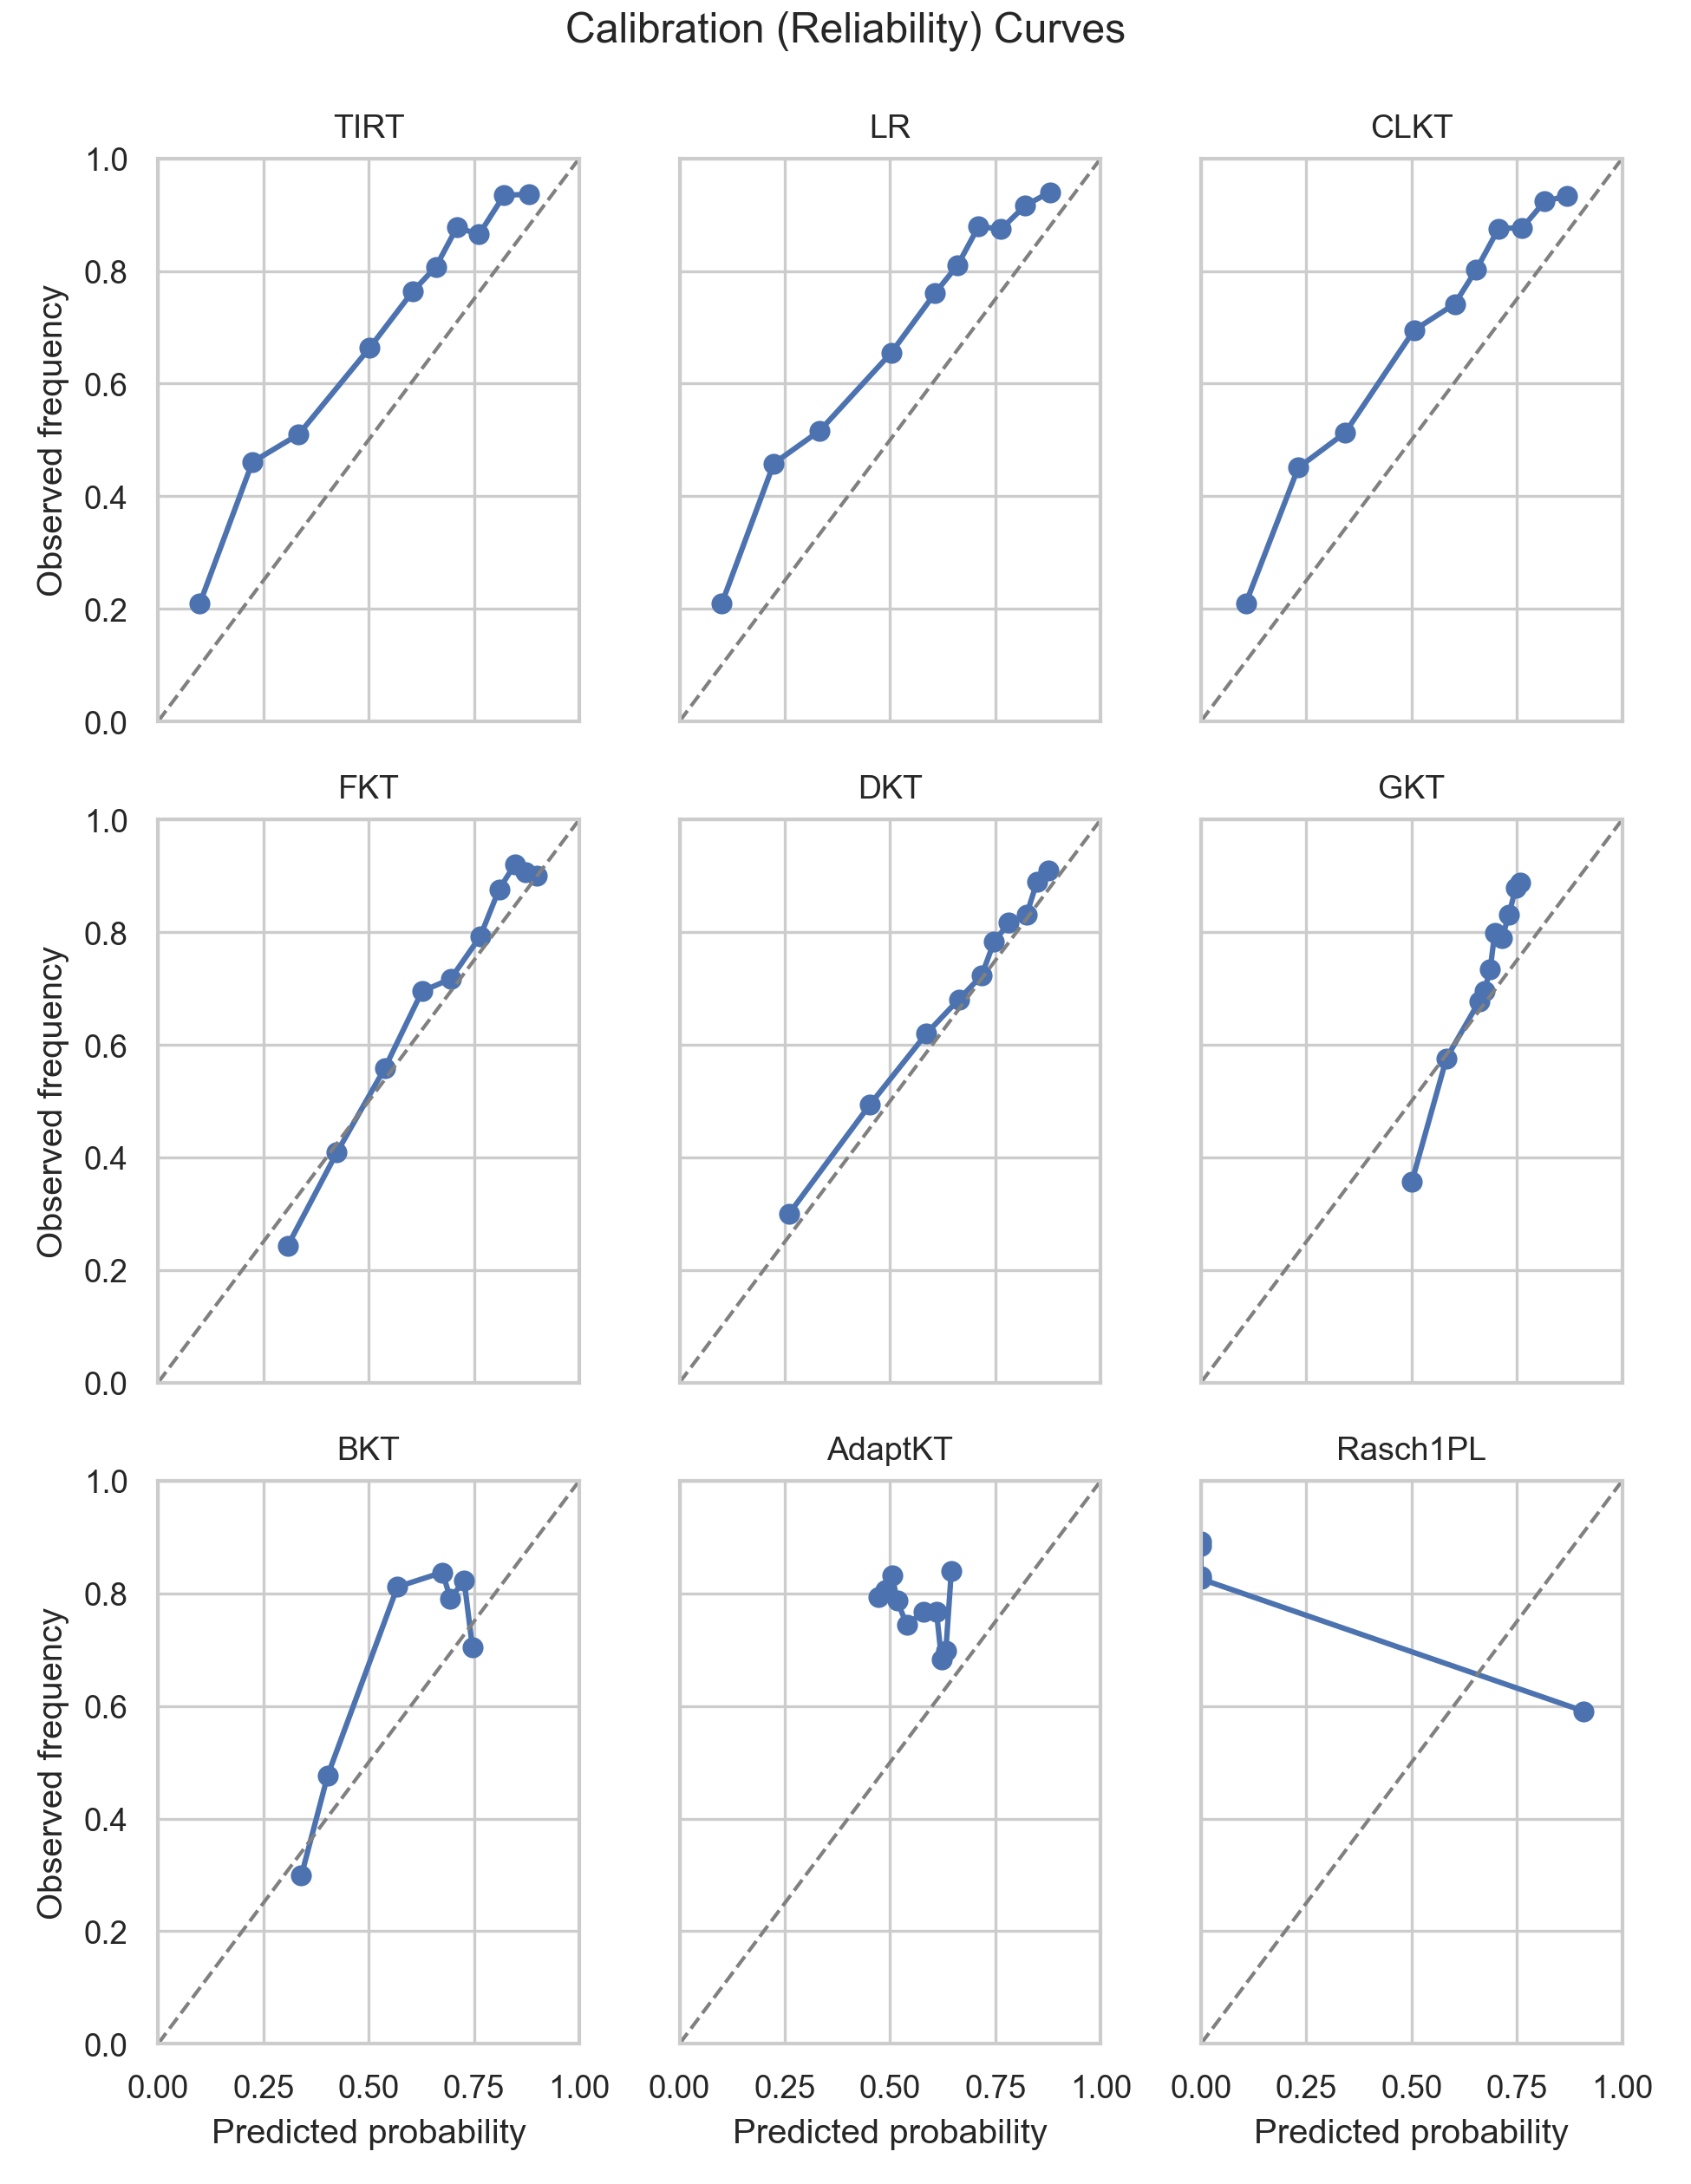 Calibration (Reliability) Curves
TIRT
LR
CLKT
1.0
0.8
0.6
0.4
0.2
0.0
Observed frequency
FKT
DKT
GKT
1.0
0.8
0.6
0.4
0.2
0.0
Observed frequency
BKT
AdaptKT
Rasch1PL
1.0
0.8
0.6
0.4
0.2
0.0
Observed frequency
0.00 0.25 0.50 0.75 1.00
0.00 0.25 0.50 0.75 1.00
0.00 0.25 0.50 0.75 1.00
Predicted probability
Predicted probability
Predicted probability